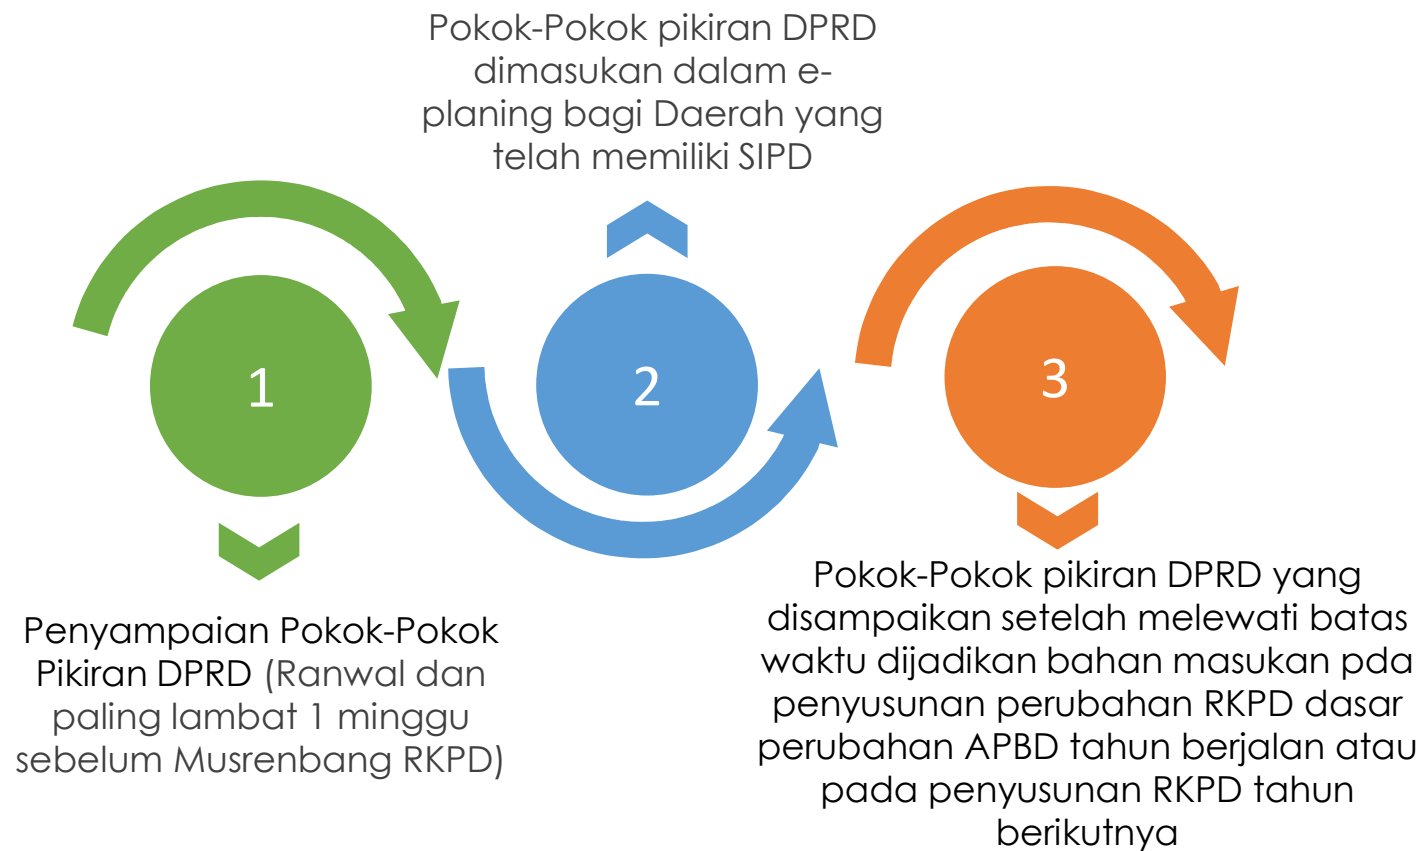 Pokok-Pokok pikiran DPRD
dimasukan dalam e-
planing bagi Daerah yang
telah memiliki SIPD
1
2
3
Penyampaian Pokok-Pokok
Pikiran DPRD (Ranwal dan
paling lambat 1 minggu
sebelum Musrenbang RKPD)
Pokok-Pokok pikiran DPRD yang
disampaikan setelah melewati batas
waktu dijadikan bahan masukan pda
penyusunan perubahan RKPD dasar
perubahan APBD tahun berjalan atau
pada penyusunan RKPD tahun
berikutnya